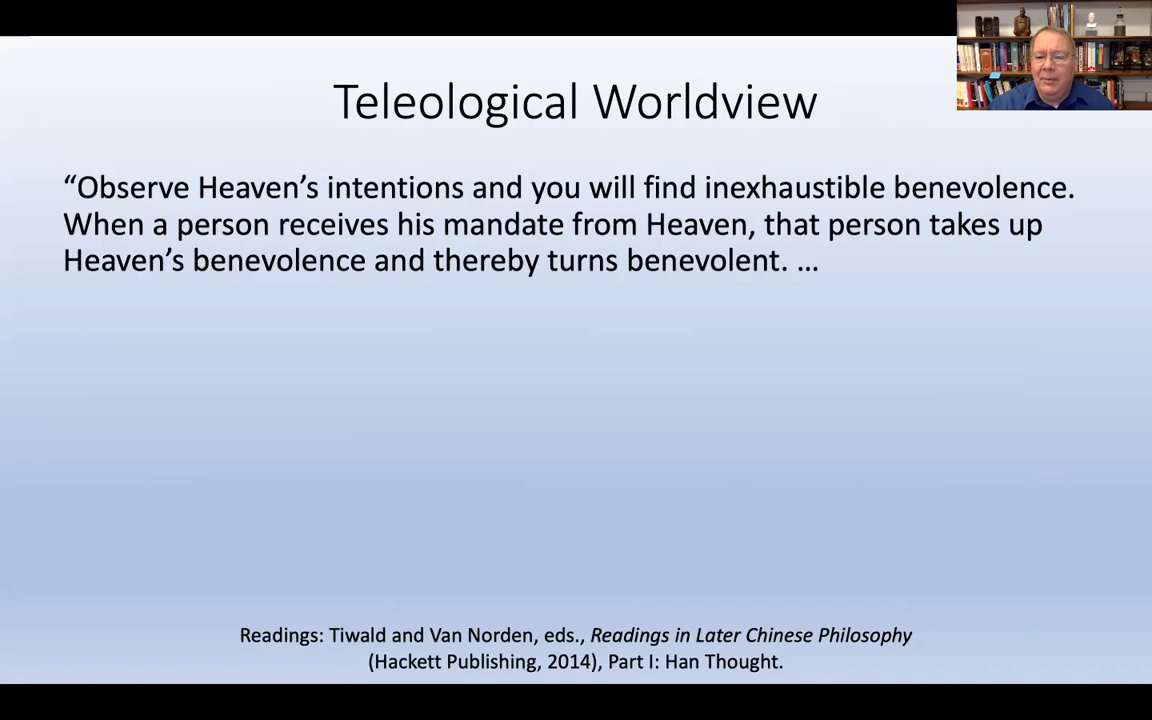 Teleological Worldview
“Observe Heaven’s intentions and you will find inexhaustible benevolence.
When a person receives his mandate from Heaven, that person takes up
Heaven’s benevolence and thereby turns benevolent. …
Readings: Tiwald and Van Norden, eds., Readings in Later Chinese Philosophy
(Hackett Publishing, 2014), Part I: Han Thought.